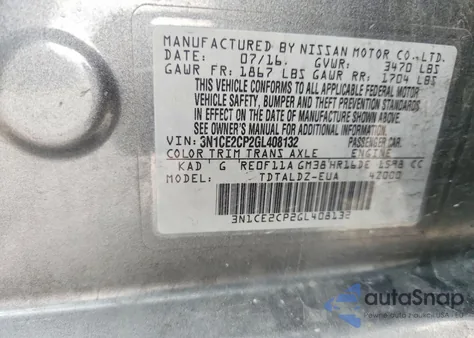 MANUFACTURED BY NISSAN MOTOR CO., LTD.
DATE: 07/16. GVWR: 3470 LBS
GAWR FR: 1867 LBS GAWR RR: 1704 LBS
THIS VEHICLE CONFORMS TO ALL APPLICABLE FEDERAL MOTOR
VEHICLE SAFETY, BUMPER AND THEFT PREVENTION STANDARDS
IN EFFECT ON THE DATE OF MANUFACTURE SHOWN ABOVE.
SEE OWNER'S MANUAL FOR ADDITIONAL INFORMATION.
VIN: 3N1CE2CP2GL408132 PASSENGER CAR.
COLOR TRIM TRANS AXLE ENGINE
KAD G RE0F11A GM38 HR16DE 1598 CC
MODEL: TDTALDZ-EUA 4Z000
3N1CE2CP2GL408132
autoSnap